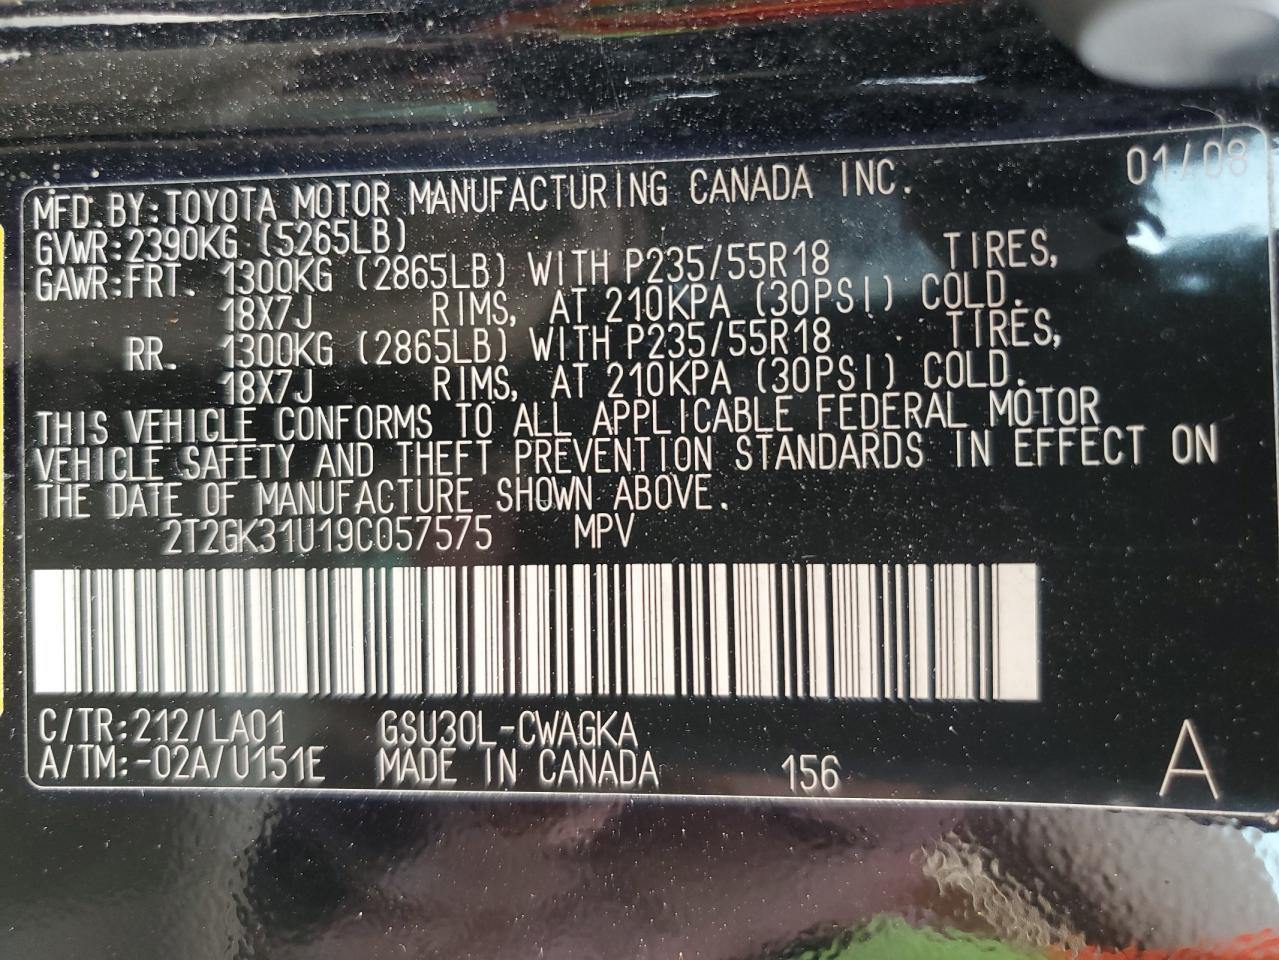 01/08
MFD. BY:TOYOTA MOTOR MANUFACTURING CANADA INC.
GVWR:2390KG (5265LB)
GAWR:FRT. 1300KG (2865LB) WITH P235/55R18 TIRES,
18X7J RIMS, AT 210KPA (30PSI) COLD.
RR. 1300KG (2865LB) WITH P235/55R18 TIRES,
18X7J RIMS, AT 210KPA (30PSI) COLD.
THIS VEHICLE CONFORMS TO ALL APPLICABLE FEDERAL MOTOR
VEHICLE SAFETY AND THEFT PREVENTION STANDARDS IN EFFECT ON
THE DATE OF MANUFACTURE SHOWN ABOVE.
2T2GK31U19C057575 MPV
C/TR:212/LA01 GSU30L-CWAGKA
A/TM:-02A/U151E MADE IN CANADA 156 A